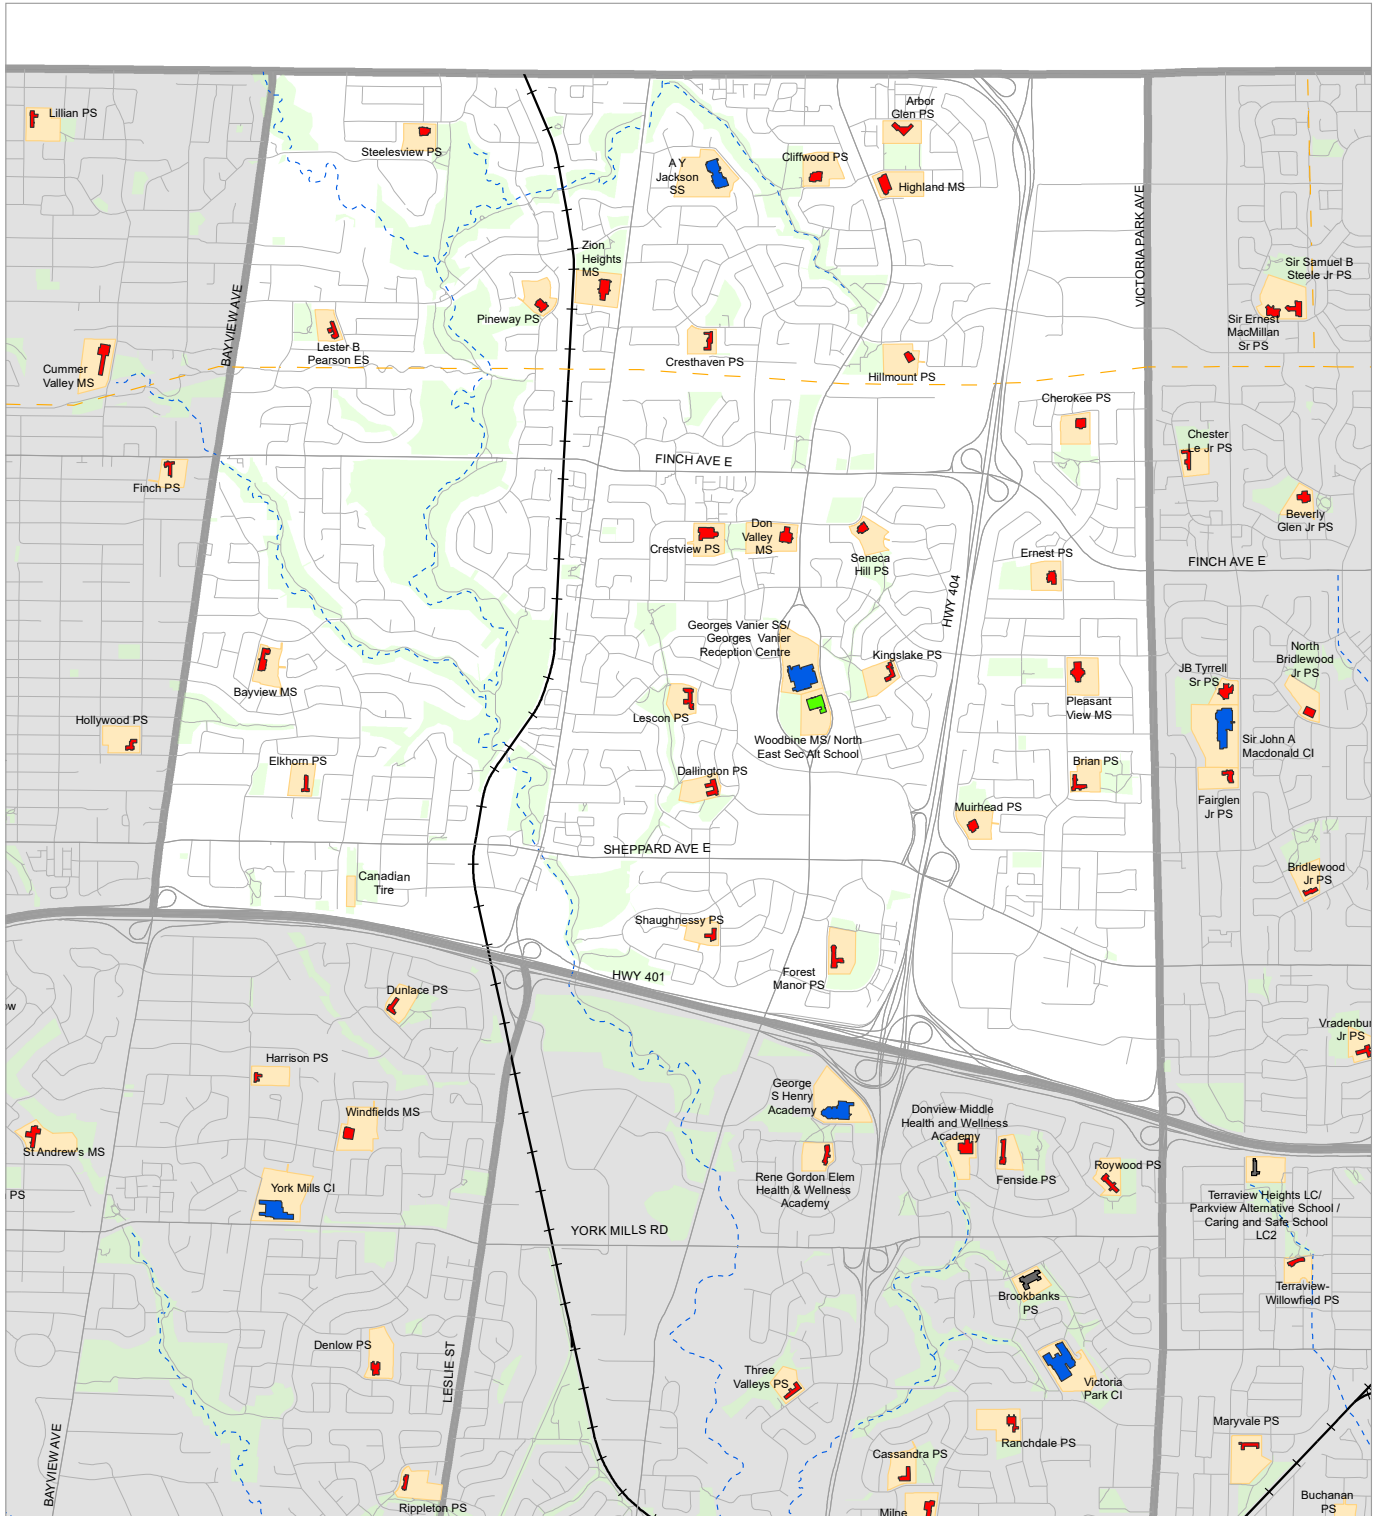 Lillian PS
Steelesview PS
A Y
Jackson
SS
Cliffwood PS
Arbor
Glen PS
Highland MS
VICTORIA PARK AVE
Zion
Heights
MS
Pineway PS
Sir Samuel B
Steele Jr PS
Sir Ernest
MacMillan
Sr PS
BAYVIEW AVE
Lester B
Pearson ES
Cresthaven PS
Hillmount PS
Cummer
Valley MS
Cherokee PS
Chester
Le Jr PS
FINCH AVE E
Finch PS
Beverly
Glen Jr PS
Crestview PS
Don
Valley
MS
Seneca
Hill PS
Ernest PS
FINCH AVE E
HWY 404
Georges Vanier SS/
Georges Vanier
Reception Centre
Kingslake PS
North
Bridlewood
Jr PS
JB Tyrrell
Sr PS
Bayview MS
Lescon PS
Pleasant
View MS
Hollywood PS
Woodbine MS/ North
East Sec Alt School
Sir John A
Macdonald CI
Elkhorn PS
Dallington PS
Brian PS
Muirhead PS
Fairglen
Jr PS
SHEPPARD AVE E
Canadian
Tire
Bridlewood
Jr PS
Shaughnessy PS
Forest
Manor PS
HWY 401
Dunlace PS
ow
Vradenbur
Jr PS
Harrison PS
George
S Henry
Academy
Windfields MS
Donview Middle
Health and Wellness
Academy
St Andrew's MS
Rene Gordon Elem
Health & Wellness
Academy
Fenside PS
Roywood PS
PS
York Mills CI
Terraview Heights LC/
Parkview Alternative School /
Caring and Safe School
LC2
YORK MILLS RD
Brookbanks
PS
Terraview-
Willowfield PS
Denlow PS
LESLIE ST
Three
Valleys PS
Victoria
Park CI
BAYVIEW AVE
Maryvale PS
Ranchdale PS
Cassandra PS
Rippleton PS
Milne
Buchanan
PS